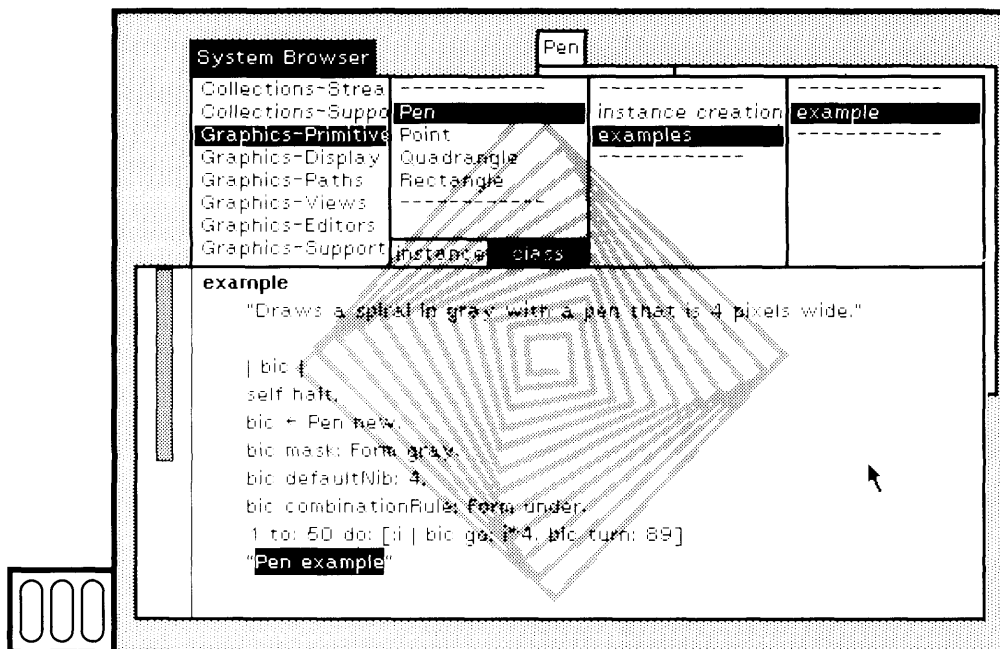 Pen
System Browser
Collections-Strea
Collections-Suppo
Graphics-Primitive
Graphics-Display
Graphics-Paths
Graphics-Views
Graphics-Editors
Graphics-Support
------------
Pen
Point
Quadrangle
Rectangle
------------
instance
class
------------
instance creation
examples
------------
------------
example
------------
example
"Draws a spiral in gray with a pen that is 4 pixels wide."
| bic |
self halt.
bic ← Pen new.
bic mask: Form gray.
bic defaultNib: 4.
bic combinationRule: Form under.
1 to: 50 do: [:i | bic go: i*4. bic turn: 89]
"Pen example"